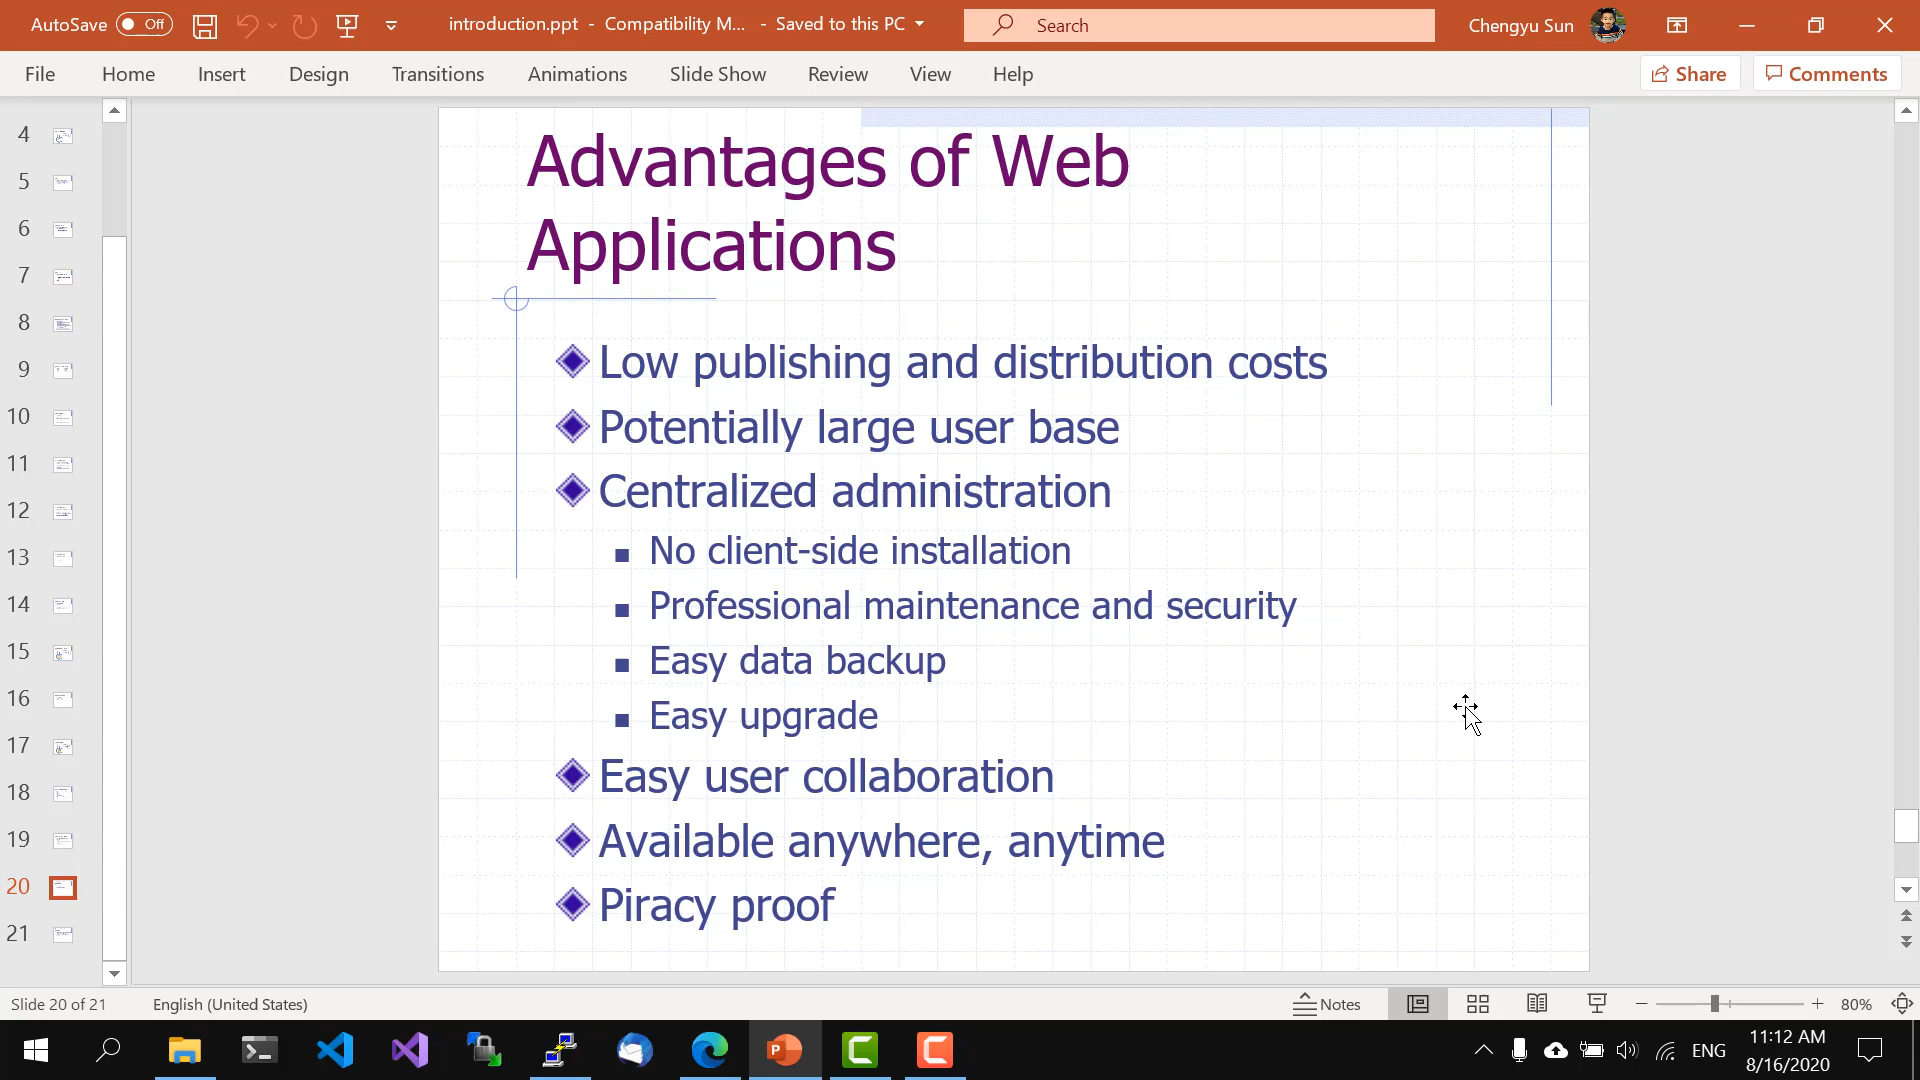 AutoSave Off introduction.ppt - Compatibility M... - Saved to this PC Search Chengyu Sun
File Home Insert Design Transitions Animations Slide Show Review View Help Share Comments
4
5
6
7
8
9
10
11
12
13
14
15
16
17
18
19
20
21
Advantages of Web
Applications
Low publishing and distribution costs
Potentially large user base
Centralized administration
No client-side installation
Professional maintenance and security
Easy data backup
Easy upgrade
Easy user collaboration
Available anywhere, anytime
Piracy proof
Slide 20 of 21 English (United States) Notes 80%
ENG 11:12 AM
8/16/2020